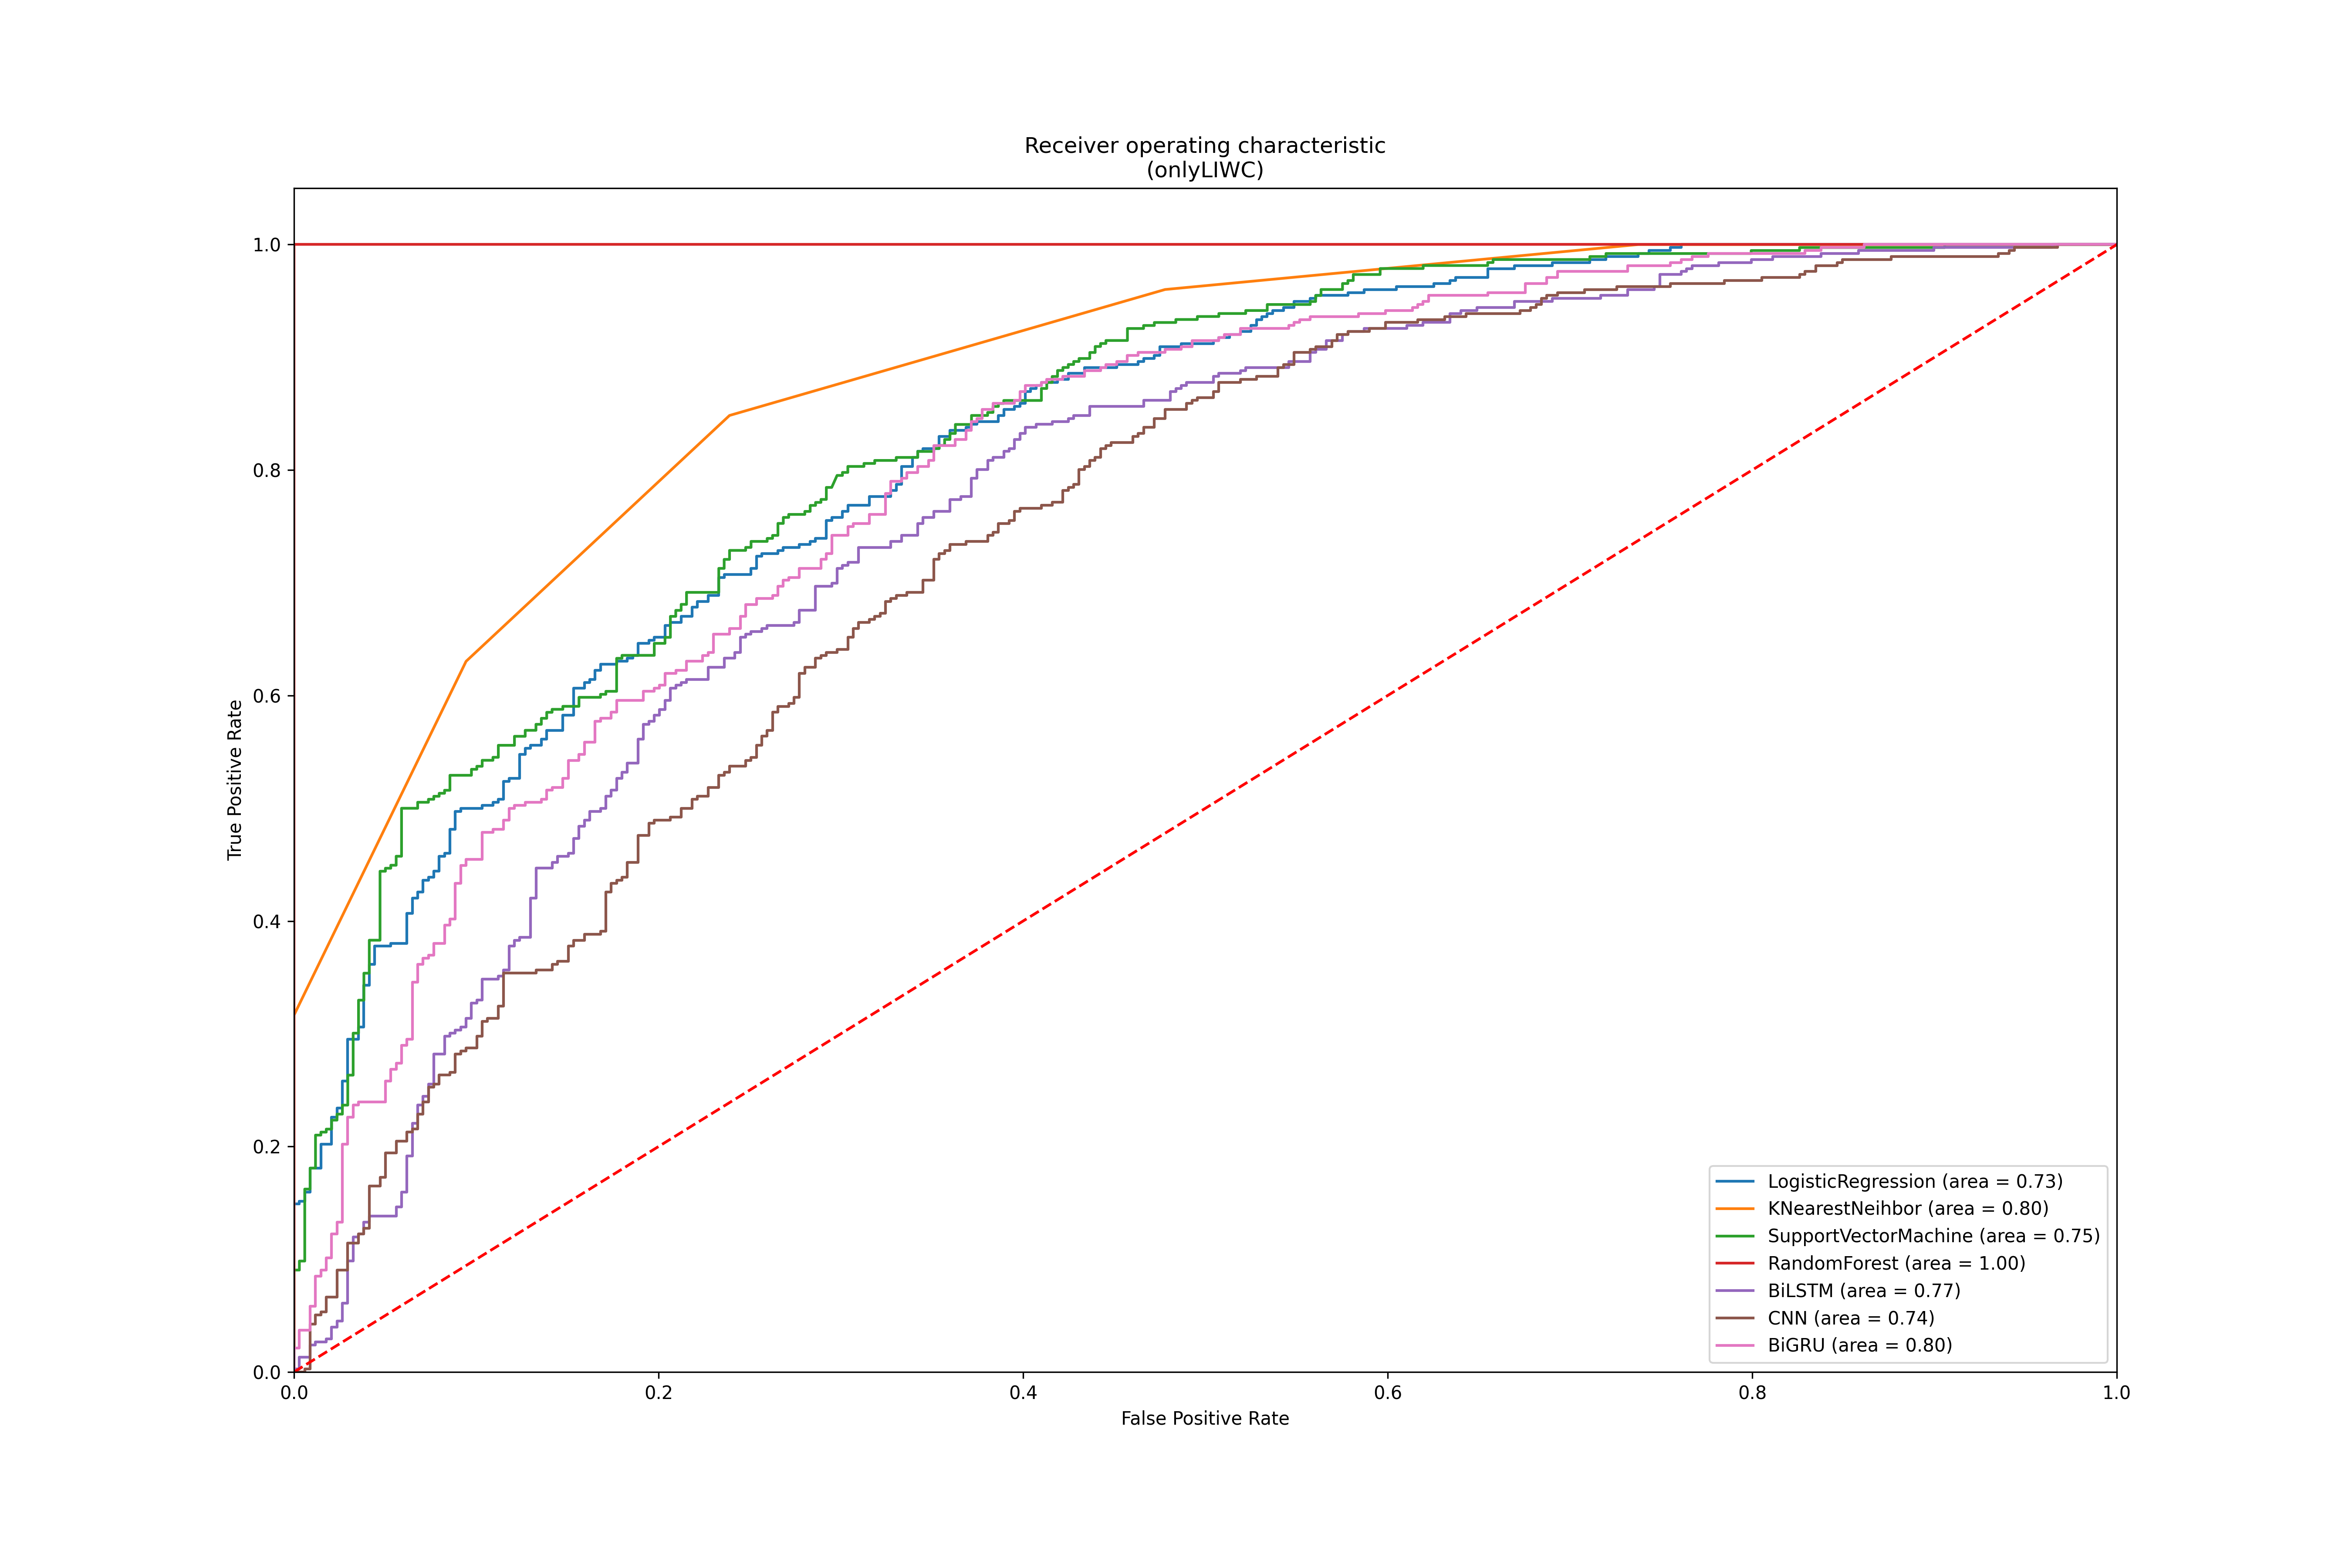 Receiver operating characteristic
(onlyLIWC)
1.0
0.8
0.6
0.4
0.2
0.0
True Positive Rate
0.0 0.2 0.4 0.6 0.8 1.0
False Positive Rate
LogisticRegression (area = 0.73)
KNearestNeihbor (area = 0.80)
SupportVectorMachine (area = 0.75)
RandomForest (area = 1.00)
BiLSTM (area = 0.77)
CNN (area = 0.74)
BiGRU (area = 0.80)